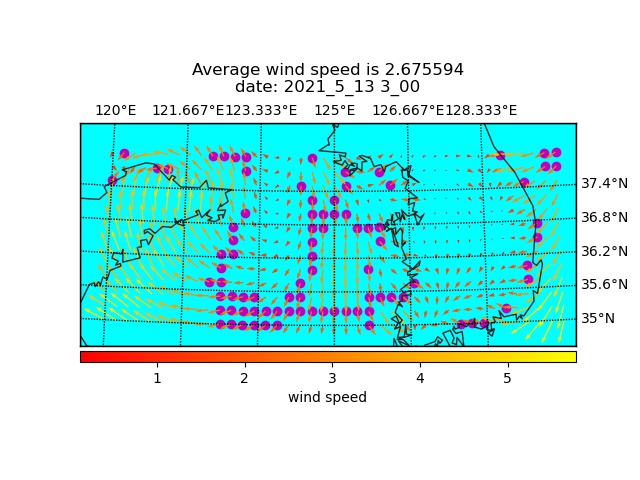 Average wind speed is 2.675594
date: 2021_5_13 3_00
120°E 121.667°E 123.333°E 125°E 126.667°E 128.333°E
37.4°N
36.8°N
36.2°N
35.6°N
35°N
1 2 3 4 5
wind speed